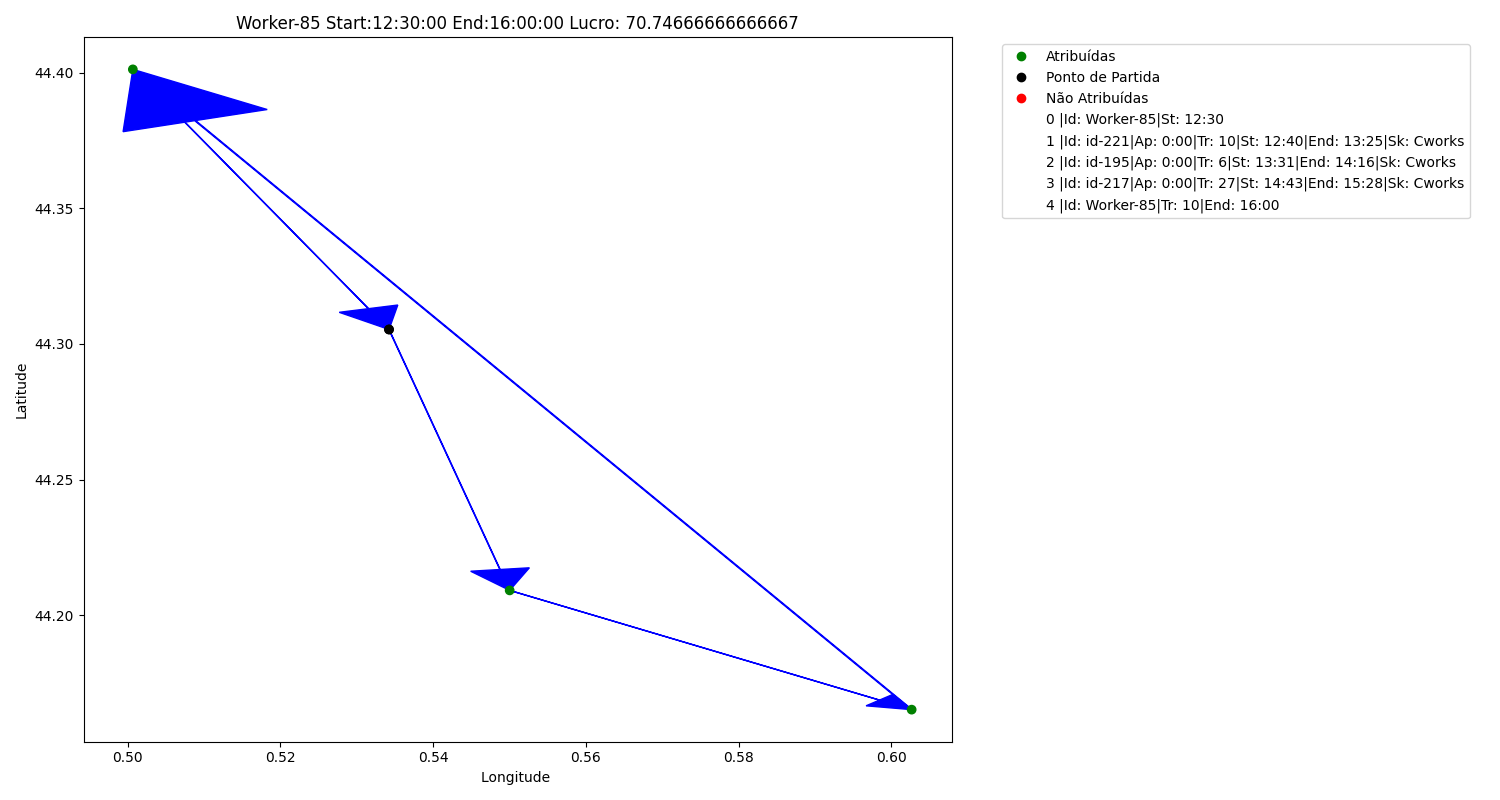 Worker-85 Start:12:30:00 End:16:00:00 Lucro: 70.74666666666667
44.40
44.35
44.30
44.25
44.20
Latitude
0.50 0.52 0.54 0.56 0.58 0.60
Longitude
Atribuídas
Ponto de Partida
Não Atribuídas
0 |Id: Worker-85|St: 12:30
1 |Id: id-221|Ap: 0:00|Tr: 10|St: 12:40|End: 13:25|Sk: Cworks
2 |Id: id-195|Ap: 0:00|Tr: 6|St: 13:31|End: 14:16|Sk: Cworks
3 |Id: id-217|Ap: 0:00|Tr: 27|St: 14:43|End: 15:28|Sk: Cworks
4 |Id: Worker-85|Tr: 10|End: 16:00